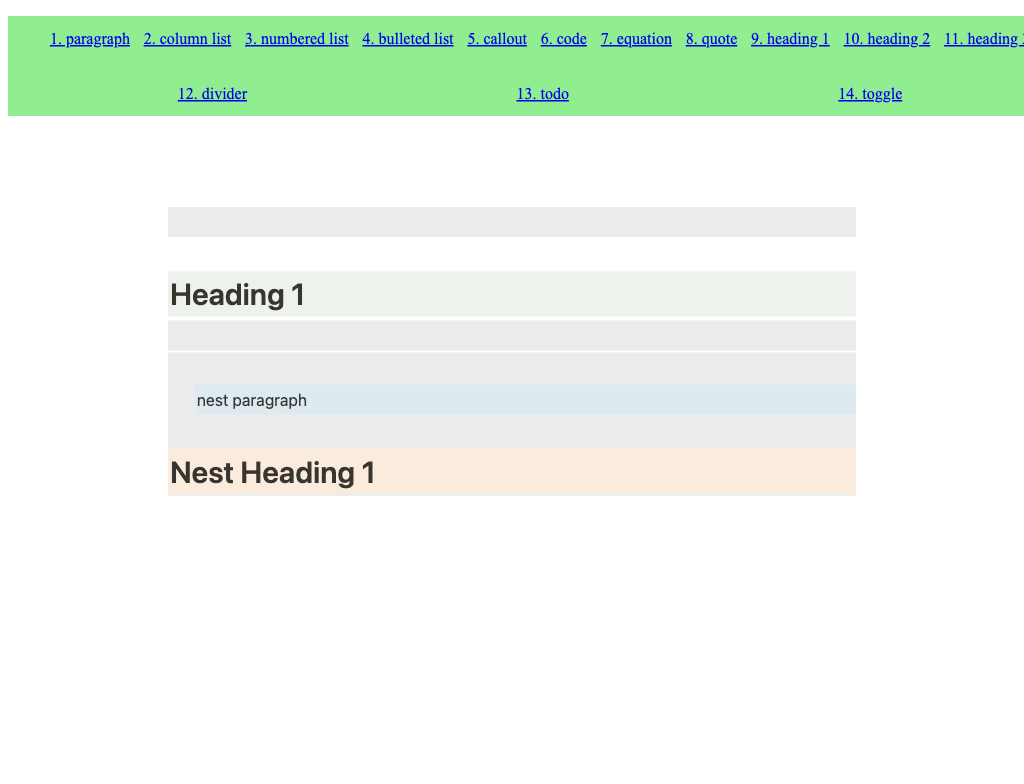 1. paragraph 2. column list 3. numbered list 4. bulleted list 5. callout 6. code 7. equation 8. quote 9. heading 1 10. heading 2 11. heading
12. divider 13. todo 14. toggle
Heading 1
nest paragraph
Nest Heading 1